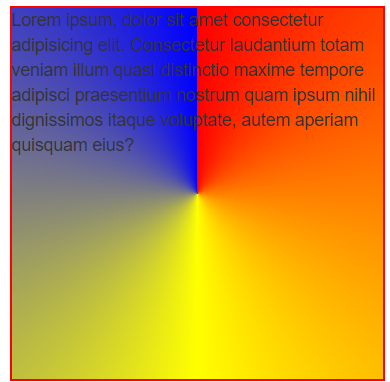 Lorem ipsum, dolor sit amet consectetur
adipisicing elit. Consectetur laudantium totam
veniam illum quasi distinctio maxime tempore
adipisci praesentium nostrum quam ipsum nihil
dignissimos itaque voluptate, autem aperiam
quisquam eius?